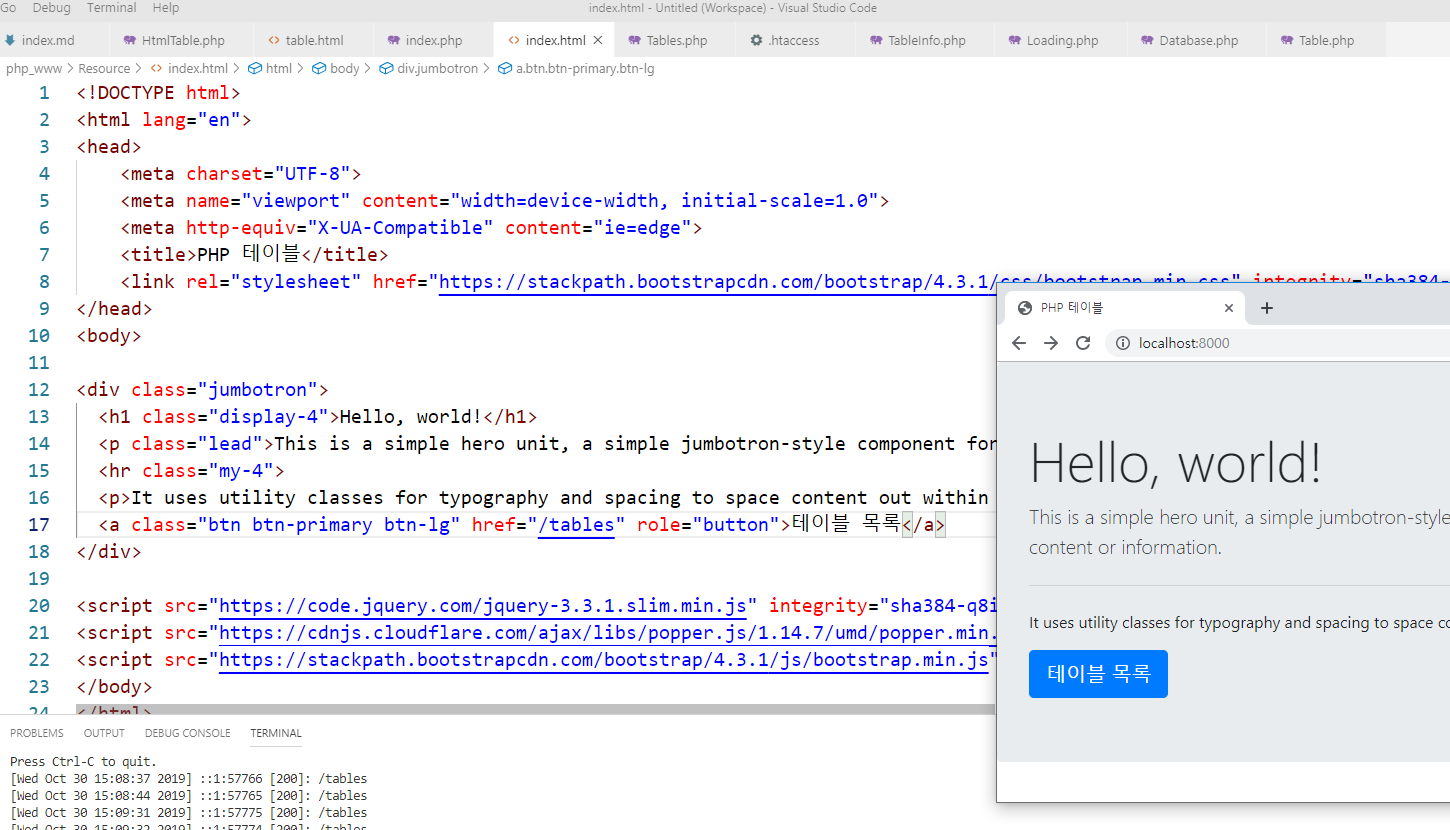 Go Debug Terminal Help index.html - Untitled (Workspace) - Visual Studio Code
index.md HtmlTable.php table.html index.php index.html Tables.php .htaccess TableInfo.php Loading.php Database.php Table.php
php_www > Resource > index.html > html > body > div.jumbotron > a.btn.btn-primary.btn-lg
1 <!DOCTYPE html>
2 <html lang="en">
3 <head>
4 <meta charset="UTF-8">
5 <meta name="viewport" content="width=device-width, initial-scale=1.0">
6 <meta http-equiv="X-UA-Compatible" content="ie=edge">
7 <title>PHP 테이블</title>
8 <link rel="stylesheet" href="https://stackpath.bootstrapcdn.com/bootstrap/4.3.1/css/bootstrap.min.css" integrity="sha384-
9 </head>
10 <body>
11
12 <div class="jumbotron">
13 <h1 class="display-4">Hello, world!</h1>
14 <p class="lead">This is a simple hero unit, a simple jumbotron-style component for
15 <hr class="my-4">
16 <p>It uses utility classes for typography and spacing to space content out within
17 <a class="btn btn-primary btn-lg" href="/tables" role="button">테이블 목록</a>
18 </div>
19
20 <script src="https://code.jquery.com/jquery-3.3.1.slim.min.js" integrity="sha384-q8i
21 <script src="https://cdnjs.cloudflare.com/ajax/libs/popper.js/1.14.7/umd/popper.min.
22 <script src="https://stackpath.bootstrapcdn.com/bootstrap/4.3.1/js/bootstrap.min.js"
23 </body>
24 </html>
PHP 테이블
localhost:8000
Hello, world!
This is a simple hero unit, a simple jumbotron-style
content or information.
It uses utility classes for typography and spacing to space co
테이블 목록
PROBLEMS OUTPUT DEBUG CONSOLE TERMINAL
Press Ctrl-C to quit.
[Wed Oct 30 15:08:37 2019] ::1:57766 [200]: /tables
[Wed Oct 30 15:08:44 2019] ::1:57765 [200]: /tables
[Wed Oct 30 15:09:31 2019] ::1:57775 [200]: /tables
[Wed Oct 30 15:09:32 2019] ::1:57774 [200]: /tables